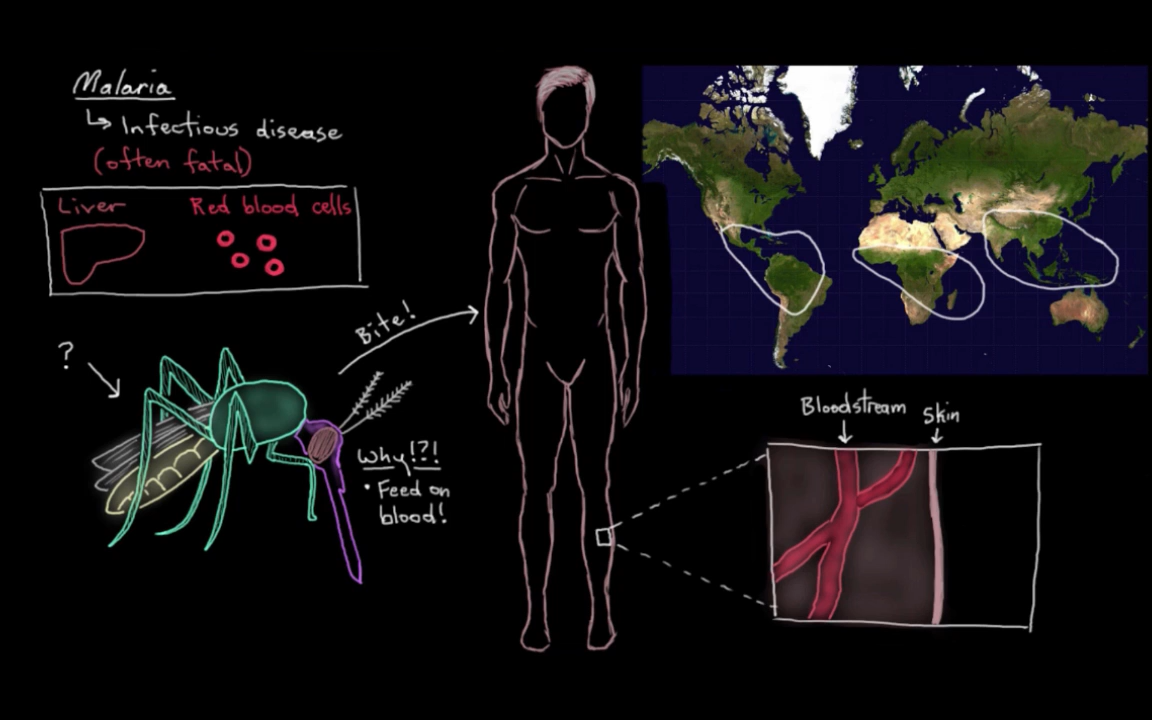 Malaria
↳ Infectious disease
(often fatal)
Liver
Red blood cells
?
Bite!
Why!?!
• Feed on
blood!
Bloodstream
Skin